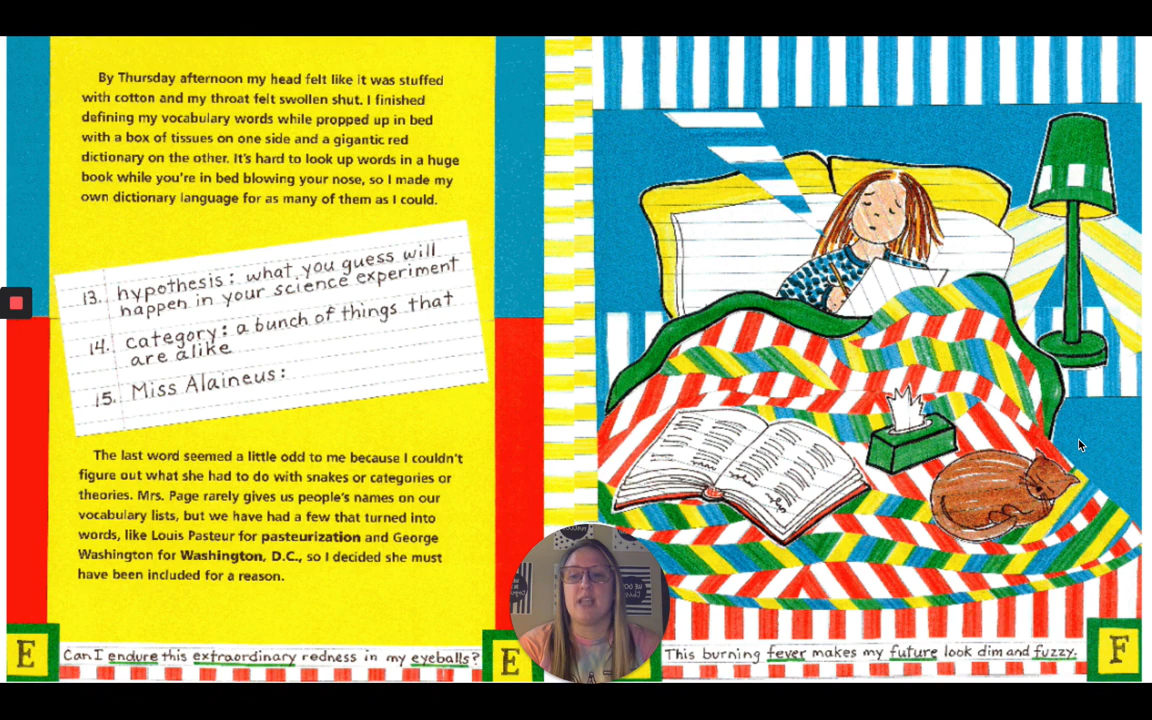 By Thursday afternoon my head felt like it was stuffed
with cotton and my throat felt swollen shut. I finished
defining my vocabulary words while propped up in bed
with a box of tissues on one side and a gigantic red
dictionary on the other. It's hard to look up words in a huge
book while you're in bed blowing your nose, so I made my
own dictionary language for as many of them as I could.
13. hypothesis: what you guess will
happen in your science experiment
14. category: a bunch of things that
are alike
15. Miss Alaineus:
The last word seemed a little odd to me because I couldn't
figure out what she had to do with snakes or categories or
theories. Mrs. Page rarely gives us people's names on our
vocabulary lists, but we have had a few that turned into
words, like Louis Pasteur for pasteurization and George
Washington for Washington, D.C., so I decided she must
have been included for a reason.
E Can I endure this extraordinary redness in my eyeballs? E
This burning fever makes my future look dim and fuzzy. F